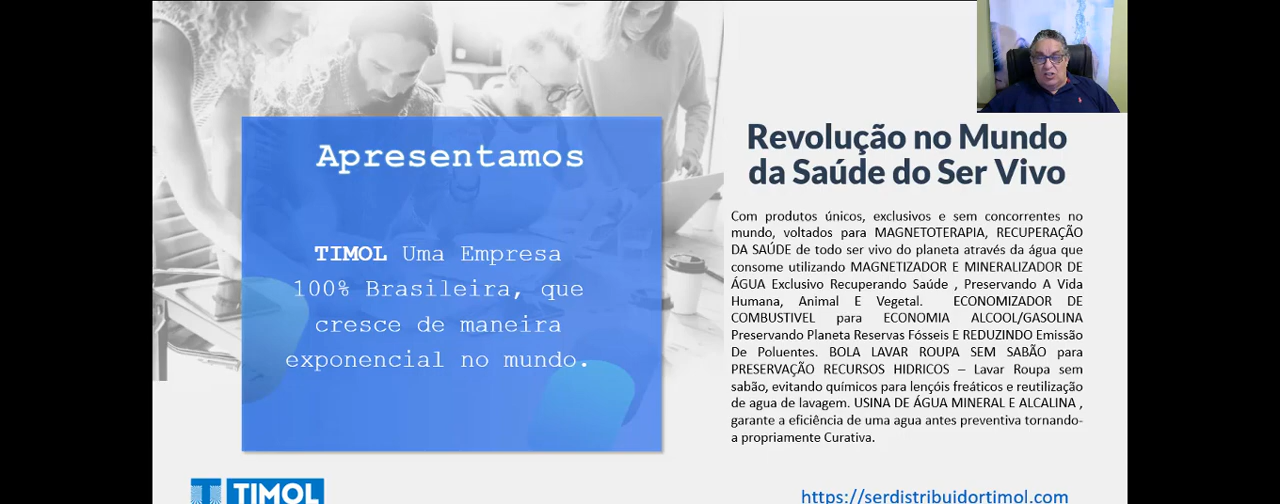 Apresentamos
TIMOL Uma Empresa
100% Brasileira, que
cresce de maneira
exponencial no mundo.
Revolução no Mundo
da Saúde do Ser Vivo
Com produtos únicos, exclusivos e sem concorrentes no
mundo, voltados para MAGNETOTERAPIA, RECUPERAÇÃO
DA SAÚDE de todo ser vivo do planeta através da água que
consome utilizando MAGNETIZADOR E MINERALIZADOR DE
ÁGUA Exclusivo Recuperando Saúde , Preservando A Vida
Humana, Animal E Vegetal. ECONOMIZADOR DE
COMBUSTIVEL para ECONOMIA ALCOOL/GASOLINA
Preservando Planeta Reservas Fósseis E REDUZINDO Emissão
De Poluentes. BOLA LAVAR ROUPA SEM SABÃO para
PRESERVAÇÃO RECURSOS HIDRICOS – Lavar Roupa sem
sabão, evitando químicos para lençóis freáticos e reutilização
de agua de lavagem. USINA DE ÁGUA MINERAL E ALCALINA ,
garante a eficiência de uma agua antes preventiva tornando-
a propriamente Curativa.
TIMOL
https://serdistribuidortimol.com